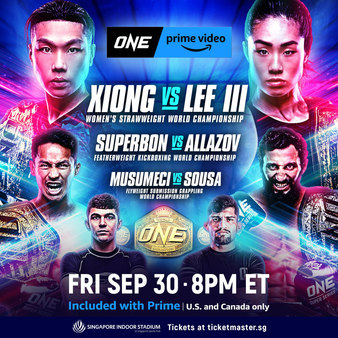 ONE
prime video
XIONG VS LEE III
WOMEN'S STRAWWEIGHT WORLD CHAMPIONSHIP
SUPERBON VS ALLAZOV
FEATHERWEIGHT KICKBOXING WORLD CHAMPIONSHIP
MUSUMECI VS SOUSA
FLYWEIGHT SUBMISSION GRAPPLING
WORLD CHAMPIONSHIP
ONE
FRI SEP 30 · 8PM ET
Included with Prime | U.S. and Canada only
SINGAPORE INDOOR STADIUM
Tickets at ticketmaster.sg